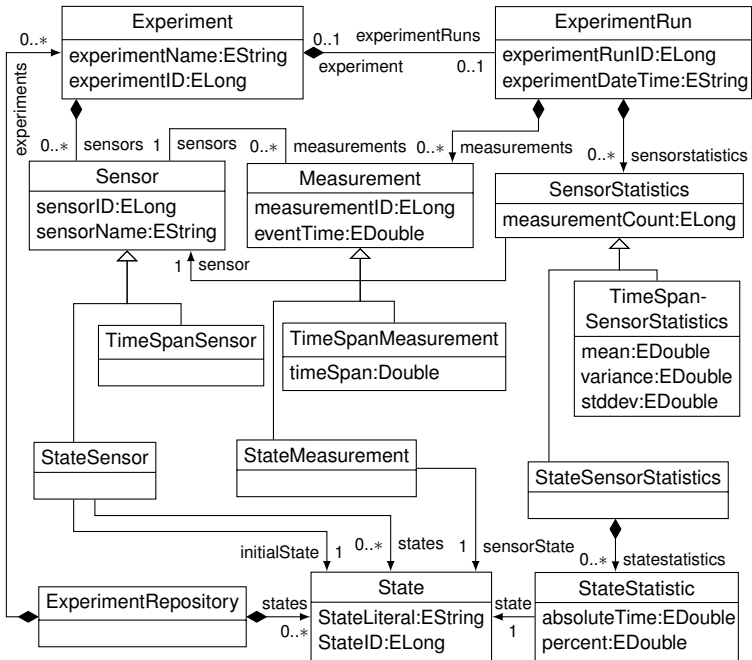 Experiment
experimentName:EString
experimentID:ELong
ExperimentRun
experimentRunID:ELong
experimentDateTime:EString
0..*
0..1
experimentRuns
experiment
0..1
experiments
0..*
sensors
1
sensors
0..*
measurements
0..*
measurements
0..*
sensorstatistics
Sensor
sensorID:ELong
sensorName:EString
Measurement
measurementID:ELong
eventTime:EDouble
SensorStatistics
measurementCount:ELong
1
sensor
TimeSpanSensor
TimeSpanMeasurement
timeSpan:Double
TimeSpan-
SensorStatistics
mean:EDouble
variance:EDouble
stddev:EDouble
StateSensor
StateMeasurement
StateSensorStatistics
initialState
1
0..*
states
1
sensorState
0..*
statestatistics
ExperimentRepository
states
0..*
State
StateLiteral:EString
StateID:ELong
state
1
StateStatistic
absoluteTime:EDouble
percent:EDouble